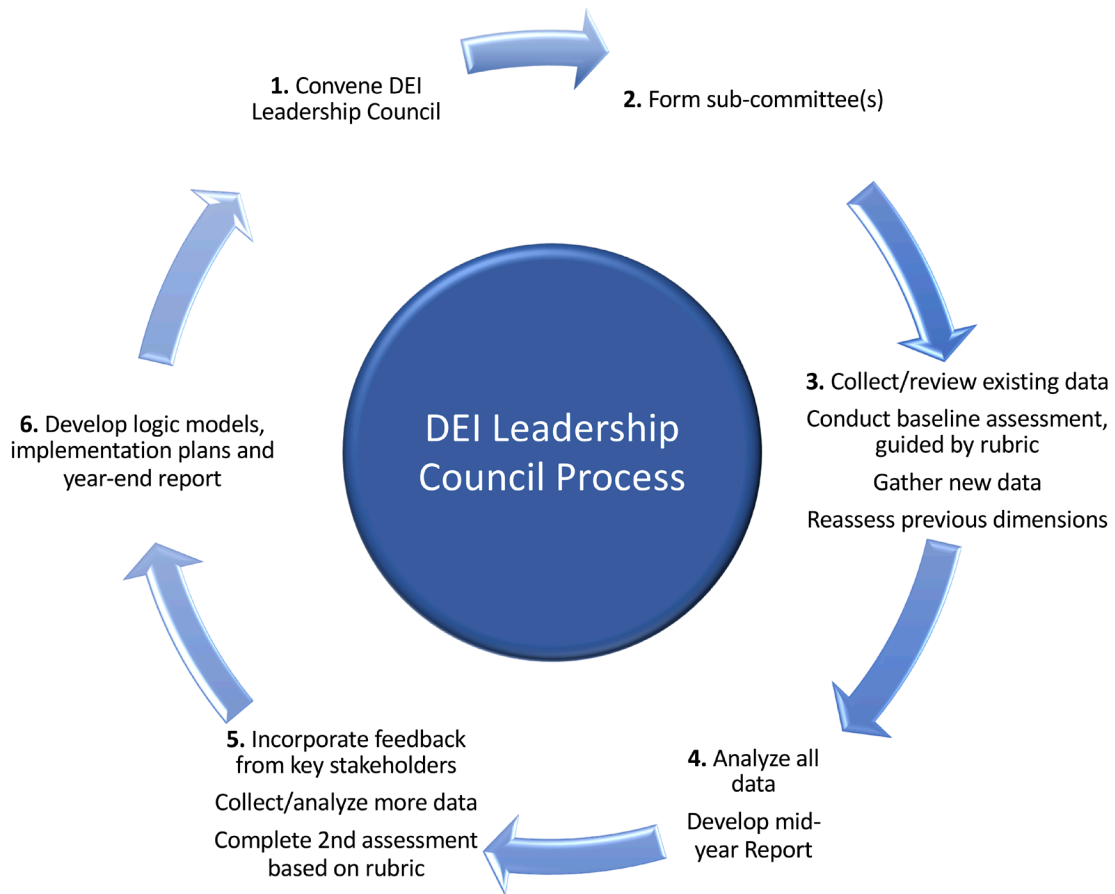 1. Convene DEI
Leadership Council
2. Form sub-committee(s)
3. Collect/review existing data
Conduct baseline assessment,
guided by rubric
Gather new data
Reassess previous dimensions
4. Analyze all
data
Develop mid-
year Report
5. Incorporate feedback
from key stakeholders
Collect/analyze more data
Complete 2nd assessment
based on rubric
6. Develop logic models,
implementation plans and
year-end report
DEI Leadership
Council Process